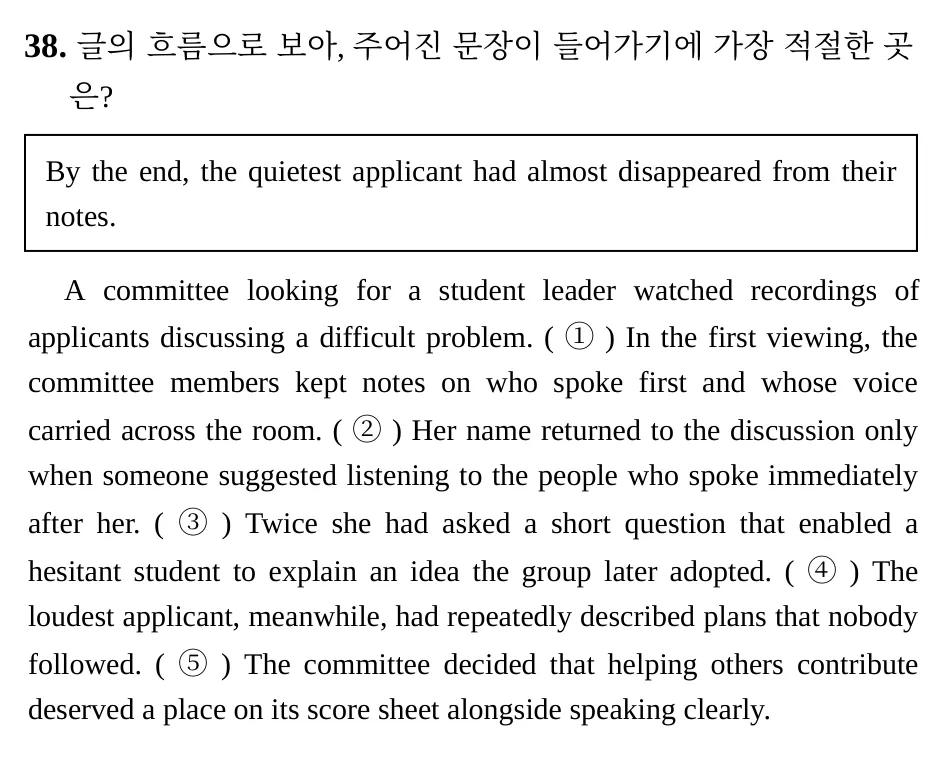 38. 글의 흐름으로 보아, 주어진 문장이 들어가기에 가장 적절한 곳
은?
By the end, the quietest applicant had almost disappeared from their
notes.
A committee looking for a student leader watched recordings of
applicants discussing a difficult problem. ( ① ) In the first viewing, the
committee members kept notes on who spoke first and whose voice
carried across the room. ( ② ) Her name returned to the discussion only
when someone suggested listening to the people who spoke immediately
after her. ( ③ ) Twice she had asked a short question that enabled a
hesitant student to explain an idea the group later adopted. ( ④ ) The
loudest applicant, meanwhile, had repeatedly described plans that nobody
followed. ( ⑤ ) The committee decided that helping others contribute
deserved a place on its score sheet alongside speaking clearly.